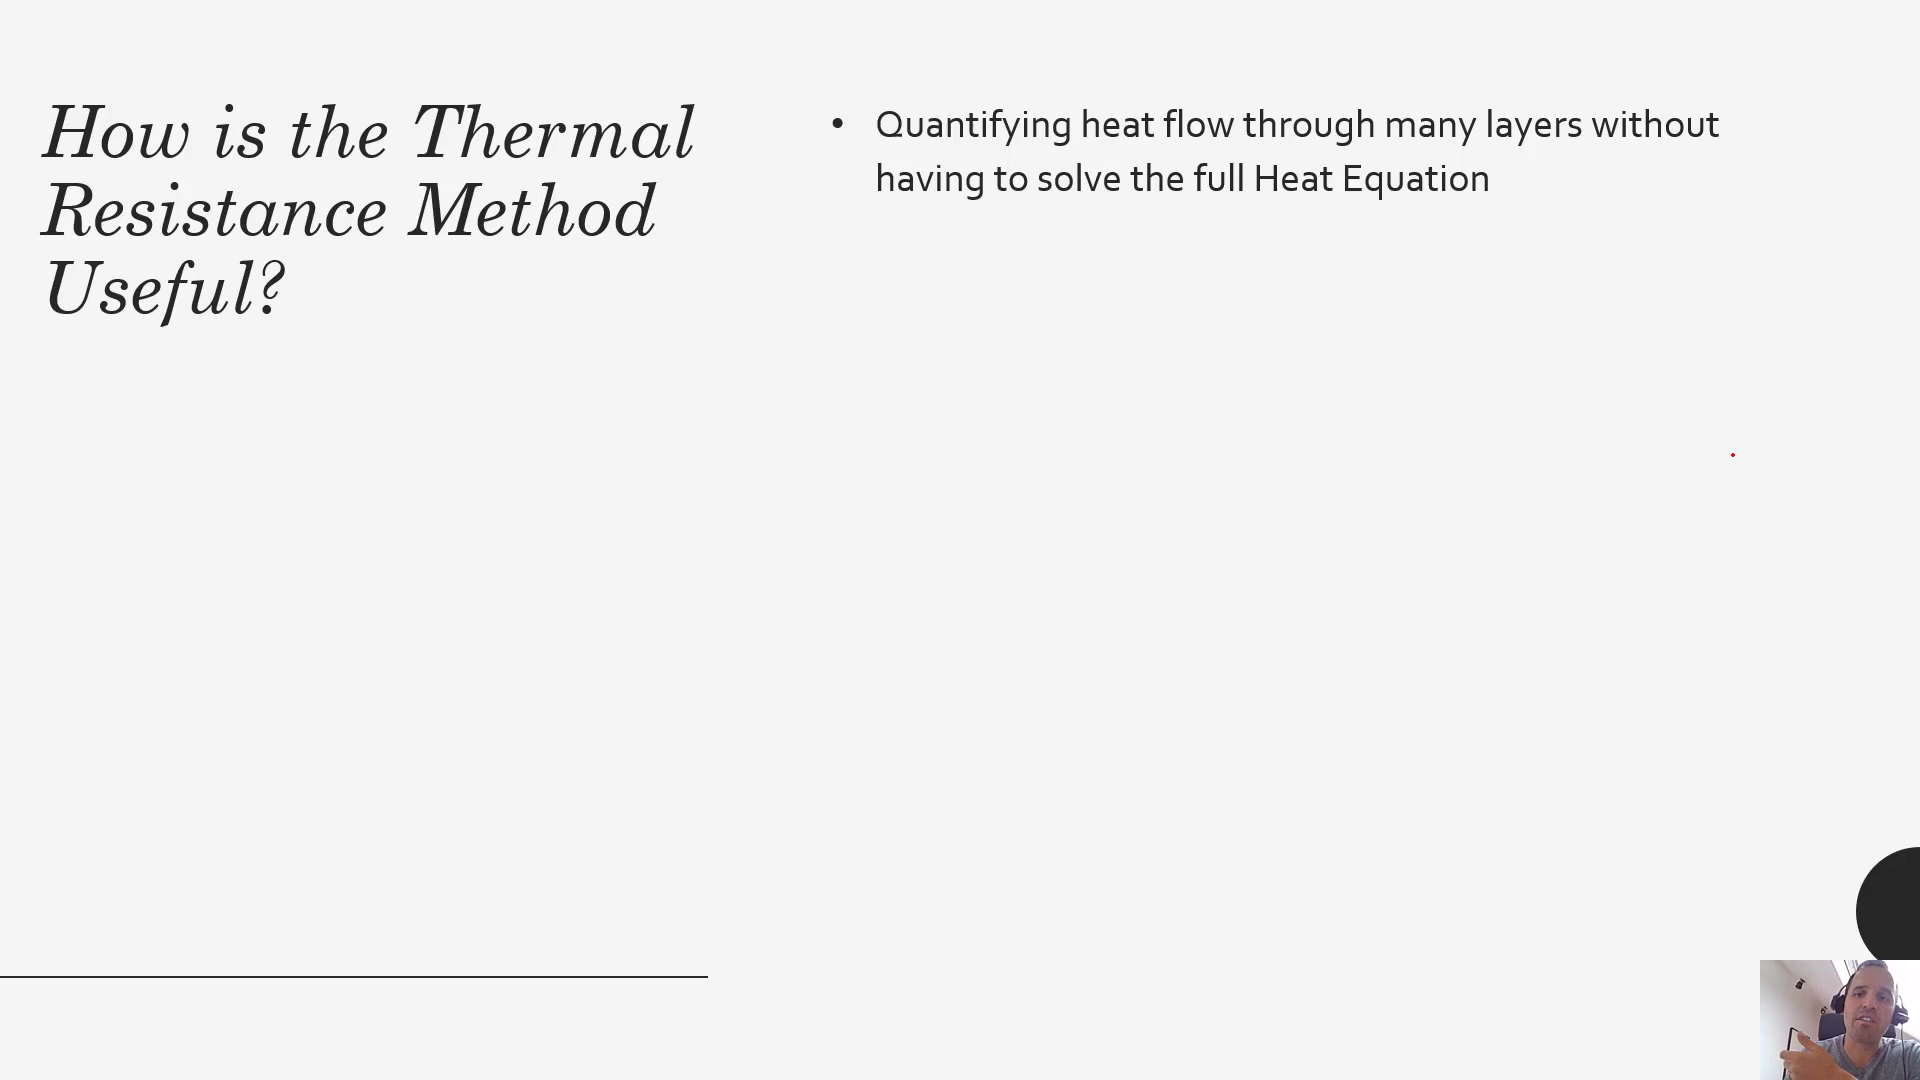 How is the Thermal
Resistance Method
Useful?
• Quantifying heat flow through many layers without
having to solve the full Heat Equation